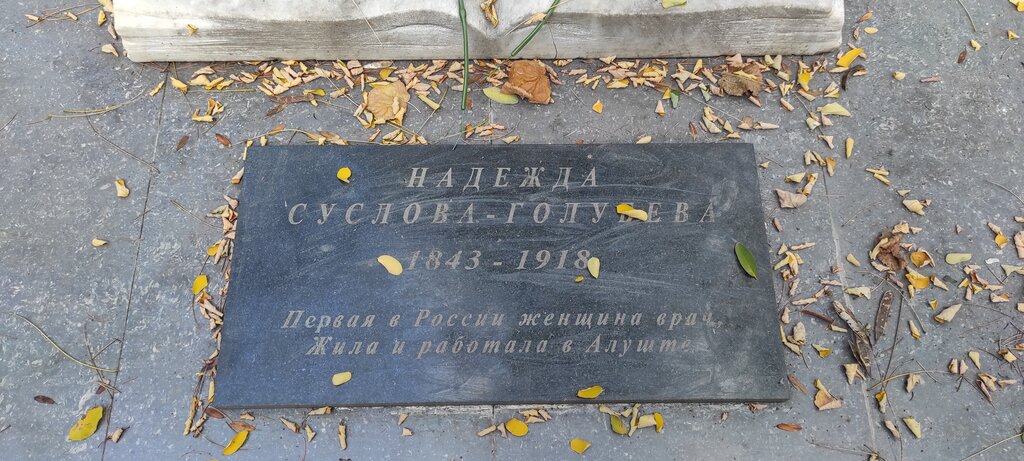 НАДЕЖДА
СУСЛОВА-ГОЛУБЕВА
1843 - 1918
Первая в России женщина врач,
Жила и работала в Алуште